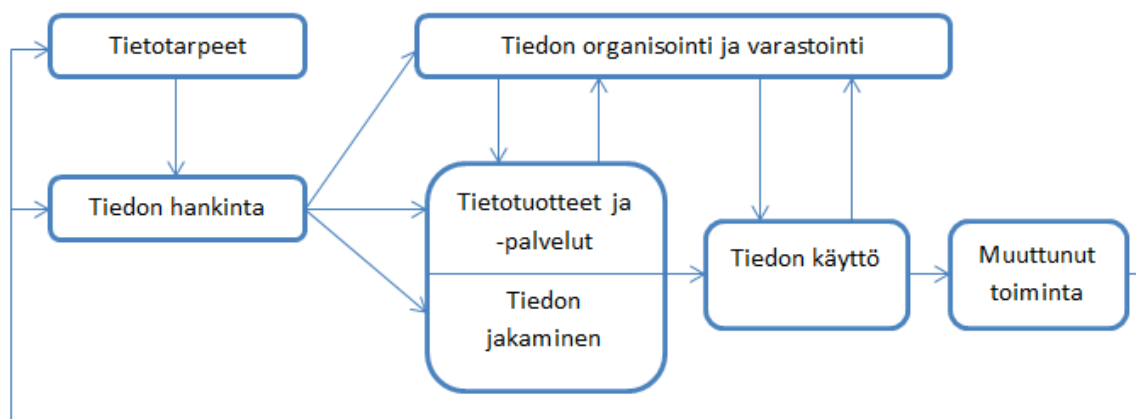 Tietotarpeet
Tiedon organisointi ja varastointi
Tiedon hankinta
Tietotuotteet ja
-palvelut
Tiedon
jakaminen
Tiedon käyttö
Muuttunut
toiminta